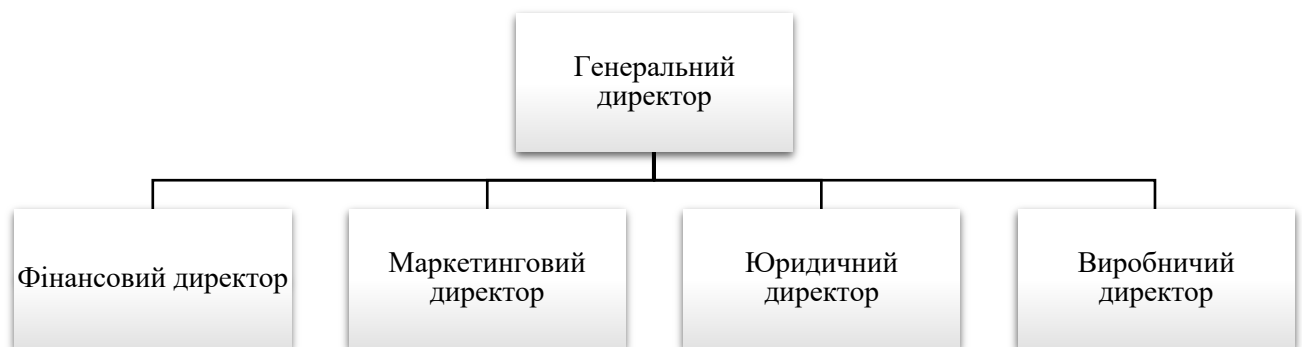 Генеральний
директор
Фінансовий директор
Маркетинговий
директор
Юридичний
директор
Виробничий
директор